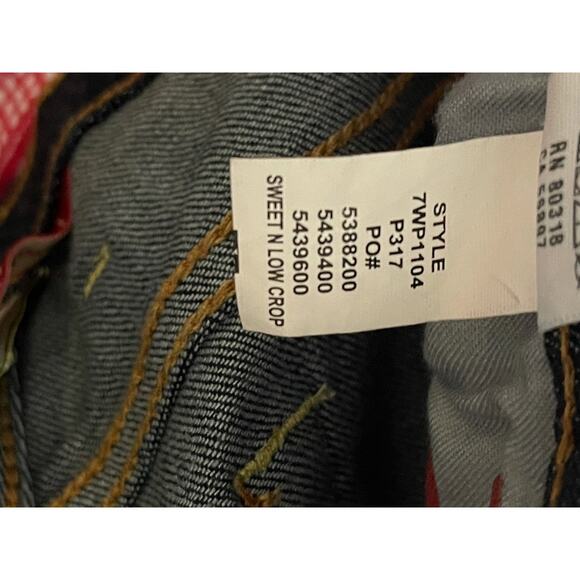 STYLE
7WP1104
P317
PO#
5388200
5439400
5439600
SWEET N LOW CROP
RN 80318